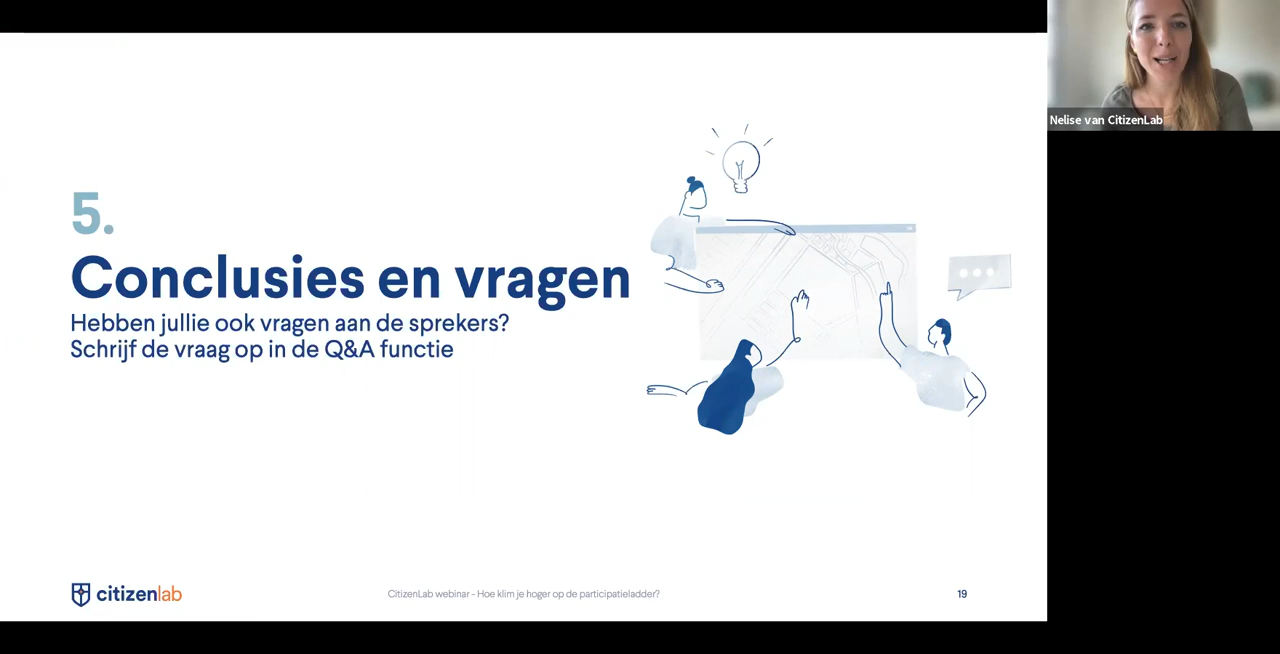 Nelise van CitizenLab
5.
Conclusies en vragen
Hebben jullie ook vragen aan de sprekers?
Schrijf de vraag op in de Q&A functie
citizenlab
CitizenLab webinar - Hoe klim je hoger op de participatieladder?
19